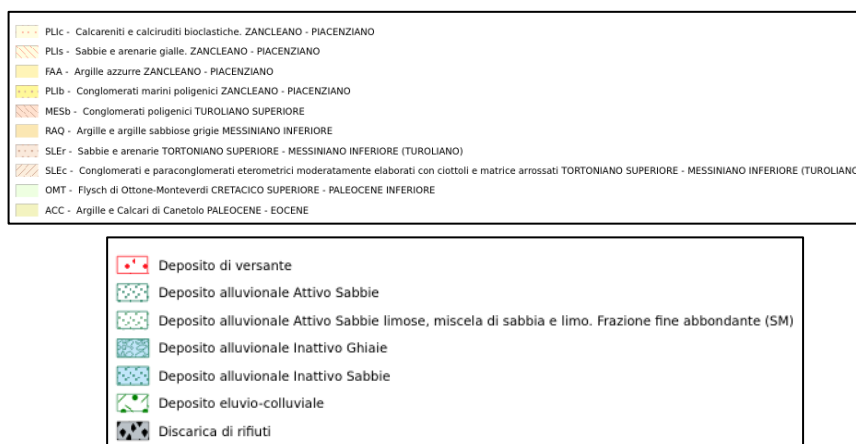 PLIc - Calcareniti e calciruditi bioclastiche. ZANCLEANO - PIACENZIANO
PLIs - Sabbie e arenarie gialle. ZANCLEANO - PIACENZIANO
FAA - Argille azzurre ZANCLEANO - PIACENZIANO
PLIb - Conglomerati marini poligenici ZANCLEANO - PIACENZIANO
MESb - Conglomerati poligenici TUROLIANO SUPERIORE
RAQ - Argille e argille sabbiose grigie MESSINIANO INFERIORE
SLEr - Sabbie e arenarie TORTONIANO SUPERIORE - MESSINIANO INFERIORE (TUROLIANO)
SLEc - Conglomerati e paraconglomerati eterometrici moderatamente elaborati con ciottoli e matrice arrossati TORTONIANO SUPERIORE - MESSINIANO INFERIORE (TUROLIANO
OMT - Flysch di Ottone-Monteverdi CRETACICO SUPERIORE - PALEOCENE INFERIORE
ACC - Argille e Calcari di Canetolo PALEOCENE - EOCENE
Deposito di versante
Deposito alluvionale Attivo Sabbie
Deposito alluvionale Attivo Sabbie limose, miscela di sabbia e limo. Frazione fine abbondante (SM)
Deposito alluvionale Inattivo Ghiaie
Deposito alluvionale Inattivo Sabbie
Deposito eluvio-colluviale
Discarica di rifiuti